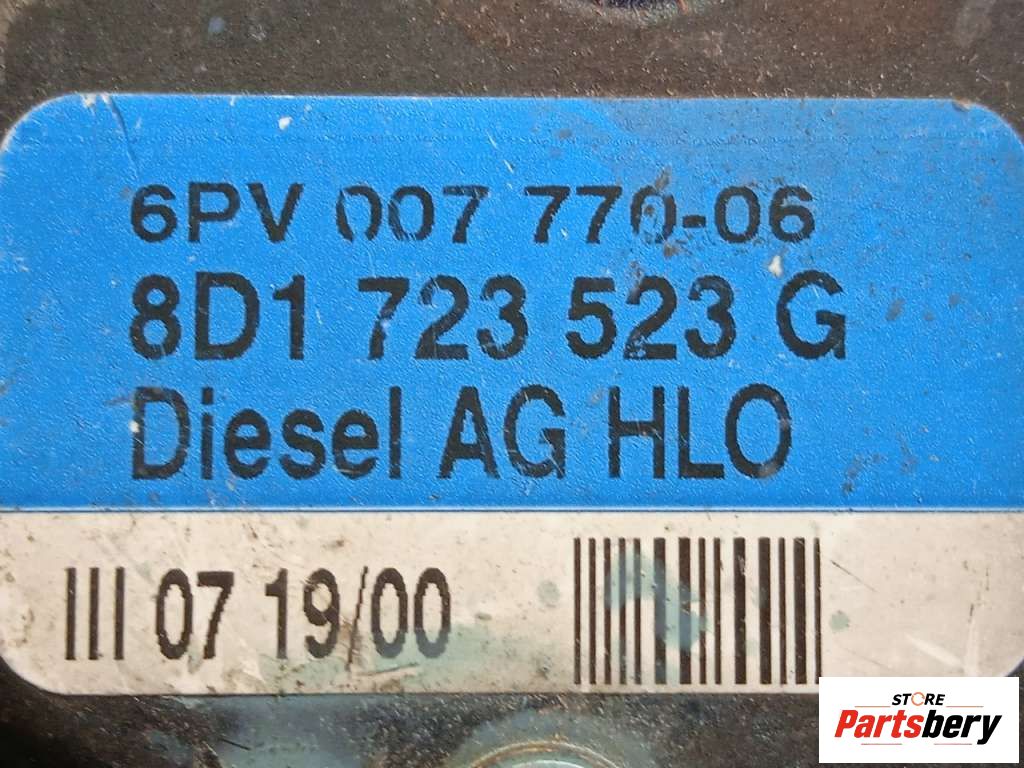 6PV 007 770-06
8D1 723 523 G
Diesel AG HLO
III 07 19/00
STORE
Partsbery